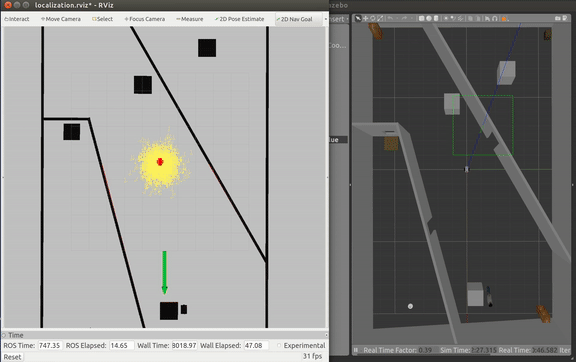 localization.rviz* - RViz
Interact Move Camera Select Focus Camera Measure 2D Pose Estimate 2D Nav Goal
Time
ROS Time: 747.35 ROS Elapsed: 14.65 Wall Time: 9018.97 Wall Elapsed: 47.08 Experimental
Reset 31 fps
Real Time Factor: Sim Time: Real Time